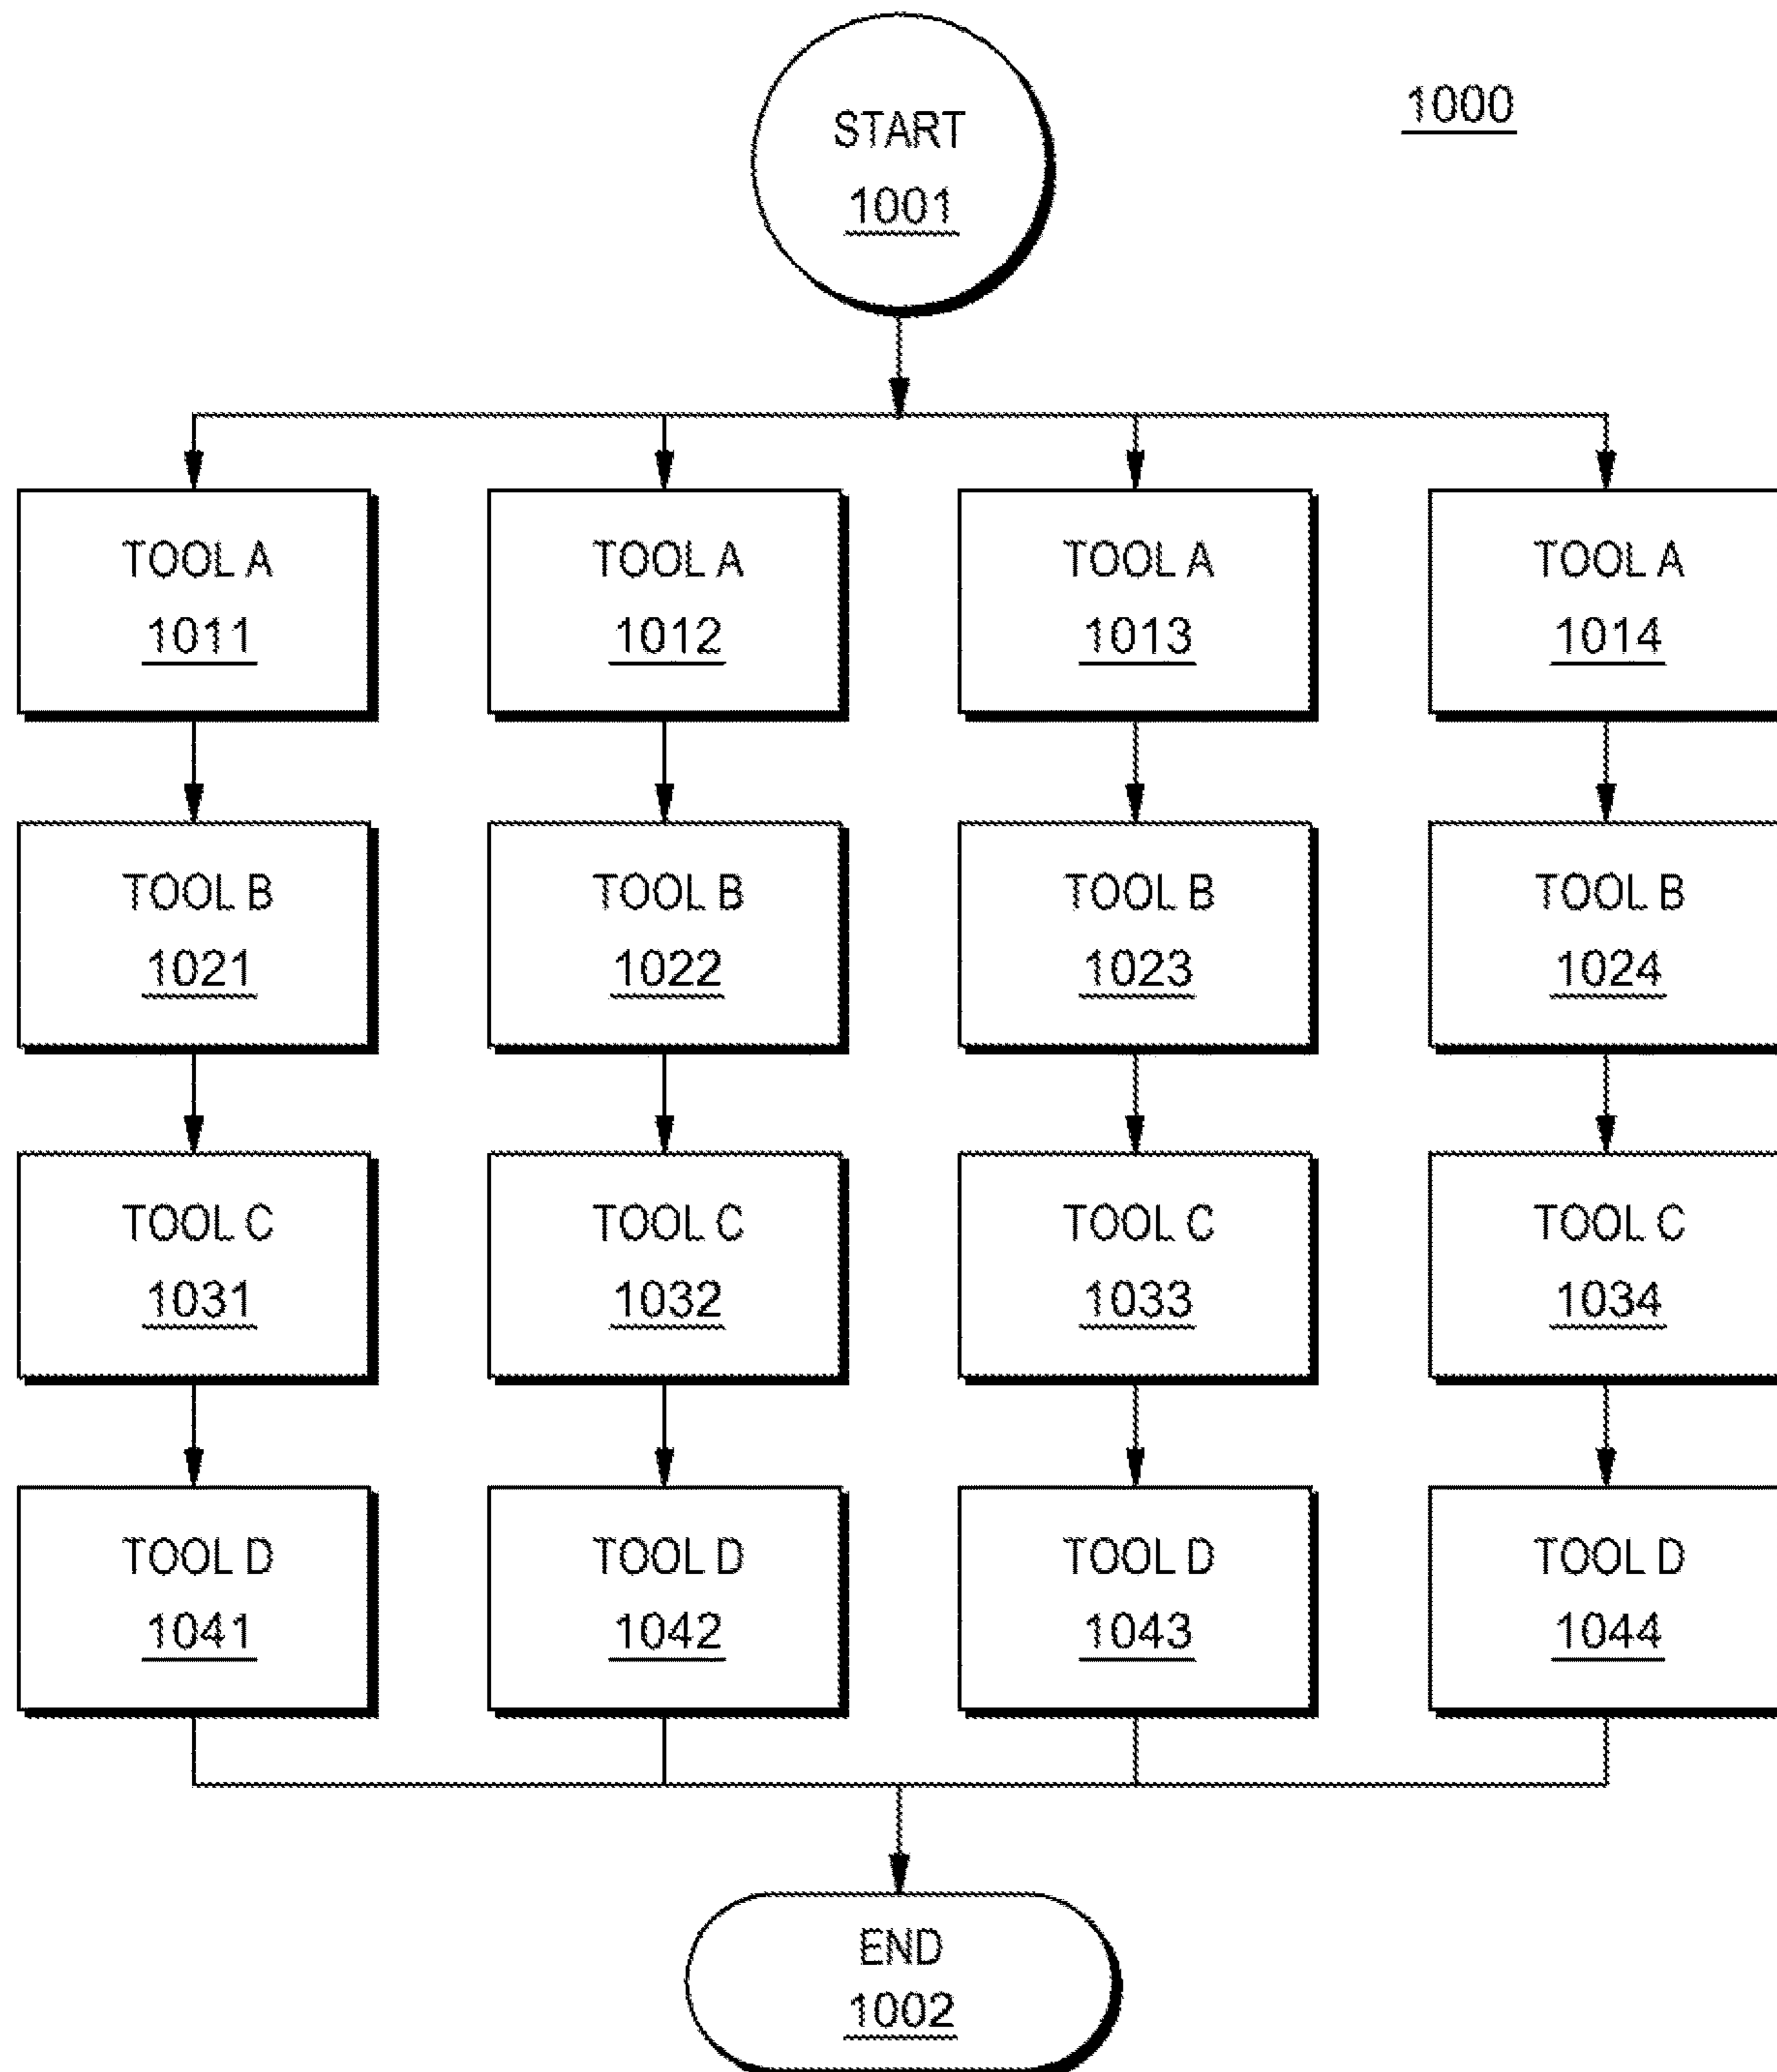 START
1001
1000
TOOL A
1011
TOOL A
1012
TOOL A
1013
TOOL A
1014
TOOL B
1021
TOOL B
1022
TOOL B
1023
TOOL B
1024
TOOL C
1031
TOOL C
1032
TOOL C
1033
TOOL C
1034
TOOL D
1041
TOOL D
1042
TOOL D
1043
TOOL D
1044
END
1002